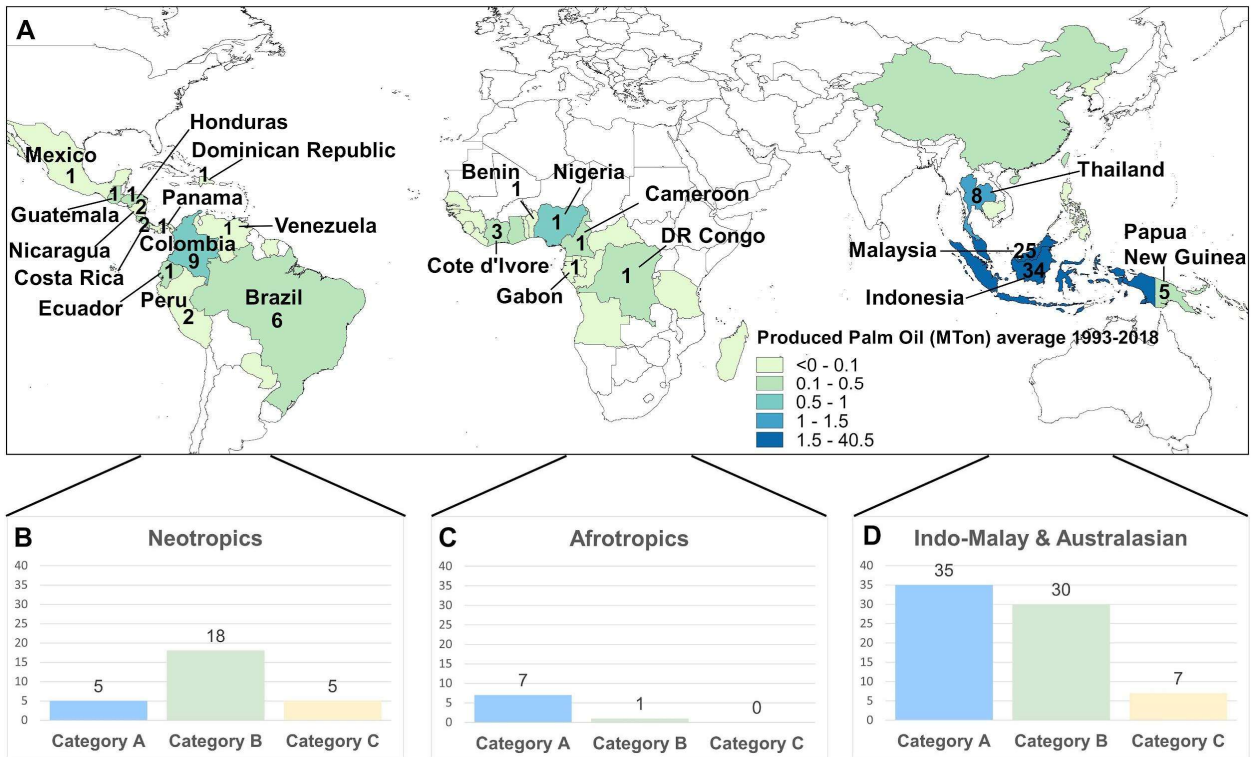 A
Honduras
Dominican Republic
Mexico
1
1
1
1
Panama
Guatemala
2
Venezuela
1
1
2
Nicaragua
Colombia
9
Costa Rica
1
Ecuador
Peru
2
Brazil
6
Benin
1
Nigeria
1
Cameroon
3
1
DR Congo
Cote d'Ivore
1
1
Gabon
Thailand
8
Malaysia
25
34
Indonesia
Papua
New Guinea
5
Produced Palm Oil (MTon) average 1993-2018
<0 - 0.1
0.1 - 0.5
0.5 - 1
1 - 1.5
1.5 - 40.5
B
Neotropics
40
35
30
25
20
15
10
5
0
5
18
5
Category A Category B Category C
C
Afrotropics
40
35
30
25
20
15
10
5
0
7
1
0
Category A Category B Category C
D
Indo-Malay & Australasian
40
35
30
25
20
15
10
5
0
35
30
7
Category A Category B Category C